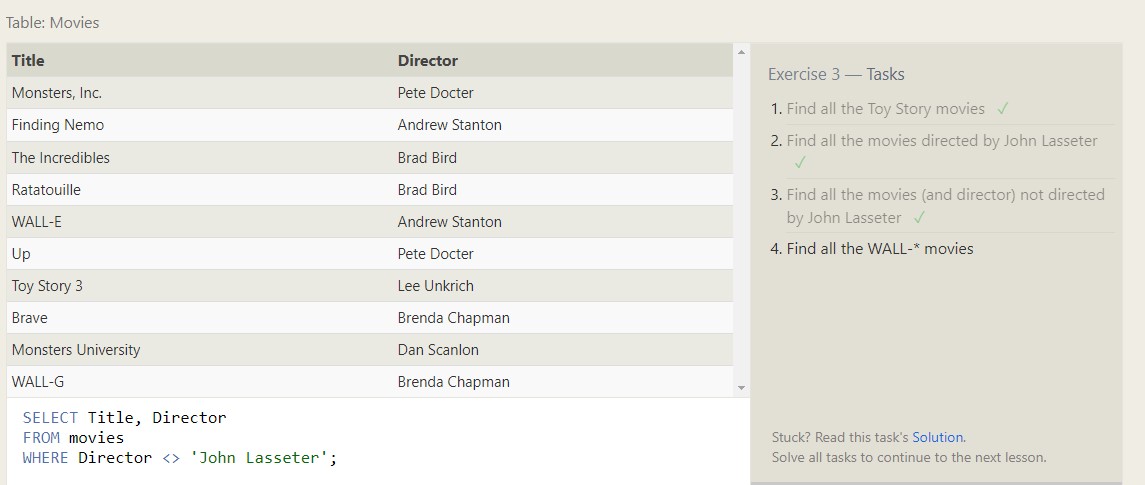 Table: Movies
Title Director
Monsters, Inc. Pete Docter
Finding Nemo Andrew Stanton
The Incredibles Brad Bird
Ratatouille Brad Bird
WALL-E Andrew Stanton
Up Pete Docter
Toy Story 3 Lee Unkrich
Brave Brenda Chapman
Monsters University Dan Scanlon
WALL-G Brenda Chapman
SELECT Title, Director
FROM movies
WHERE Director <> 'John Lasseter';
Exercise 3 — Tasks
1. Find all the Toy Story movies ✓
2. Find all the movies directed by John Lasseter
✓
3. Find all the movies (and director) not directed
by John Lasseter ✓
4. Find all the WALL-* movies
Stuck? Read this task's Solution.
Solve all tasks to continue to the next lesson.